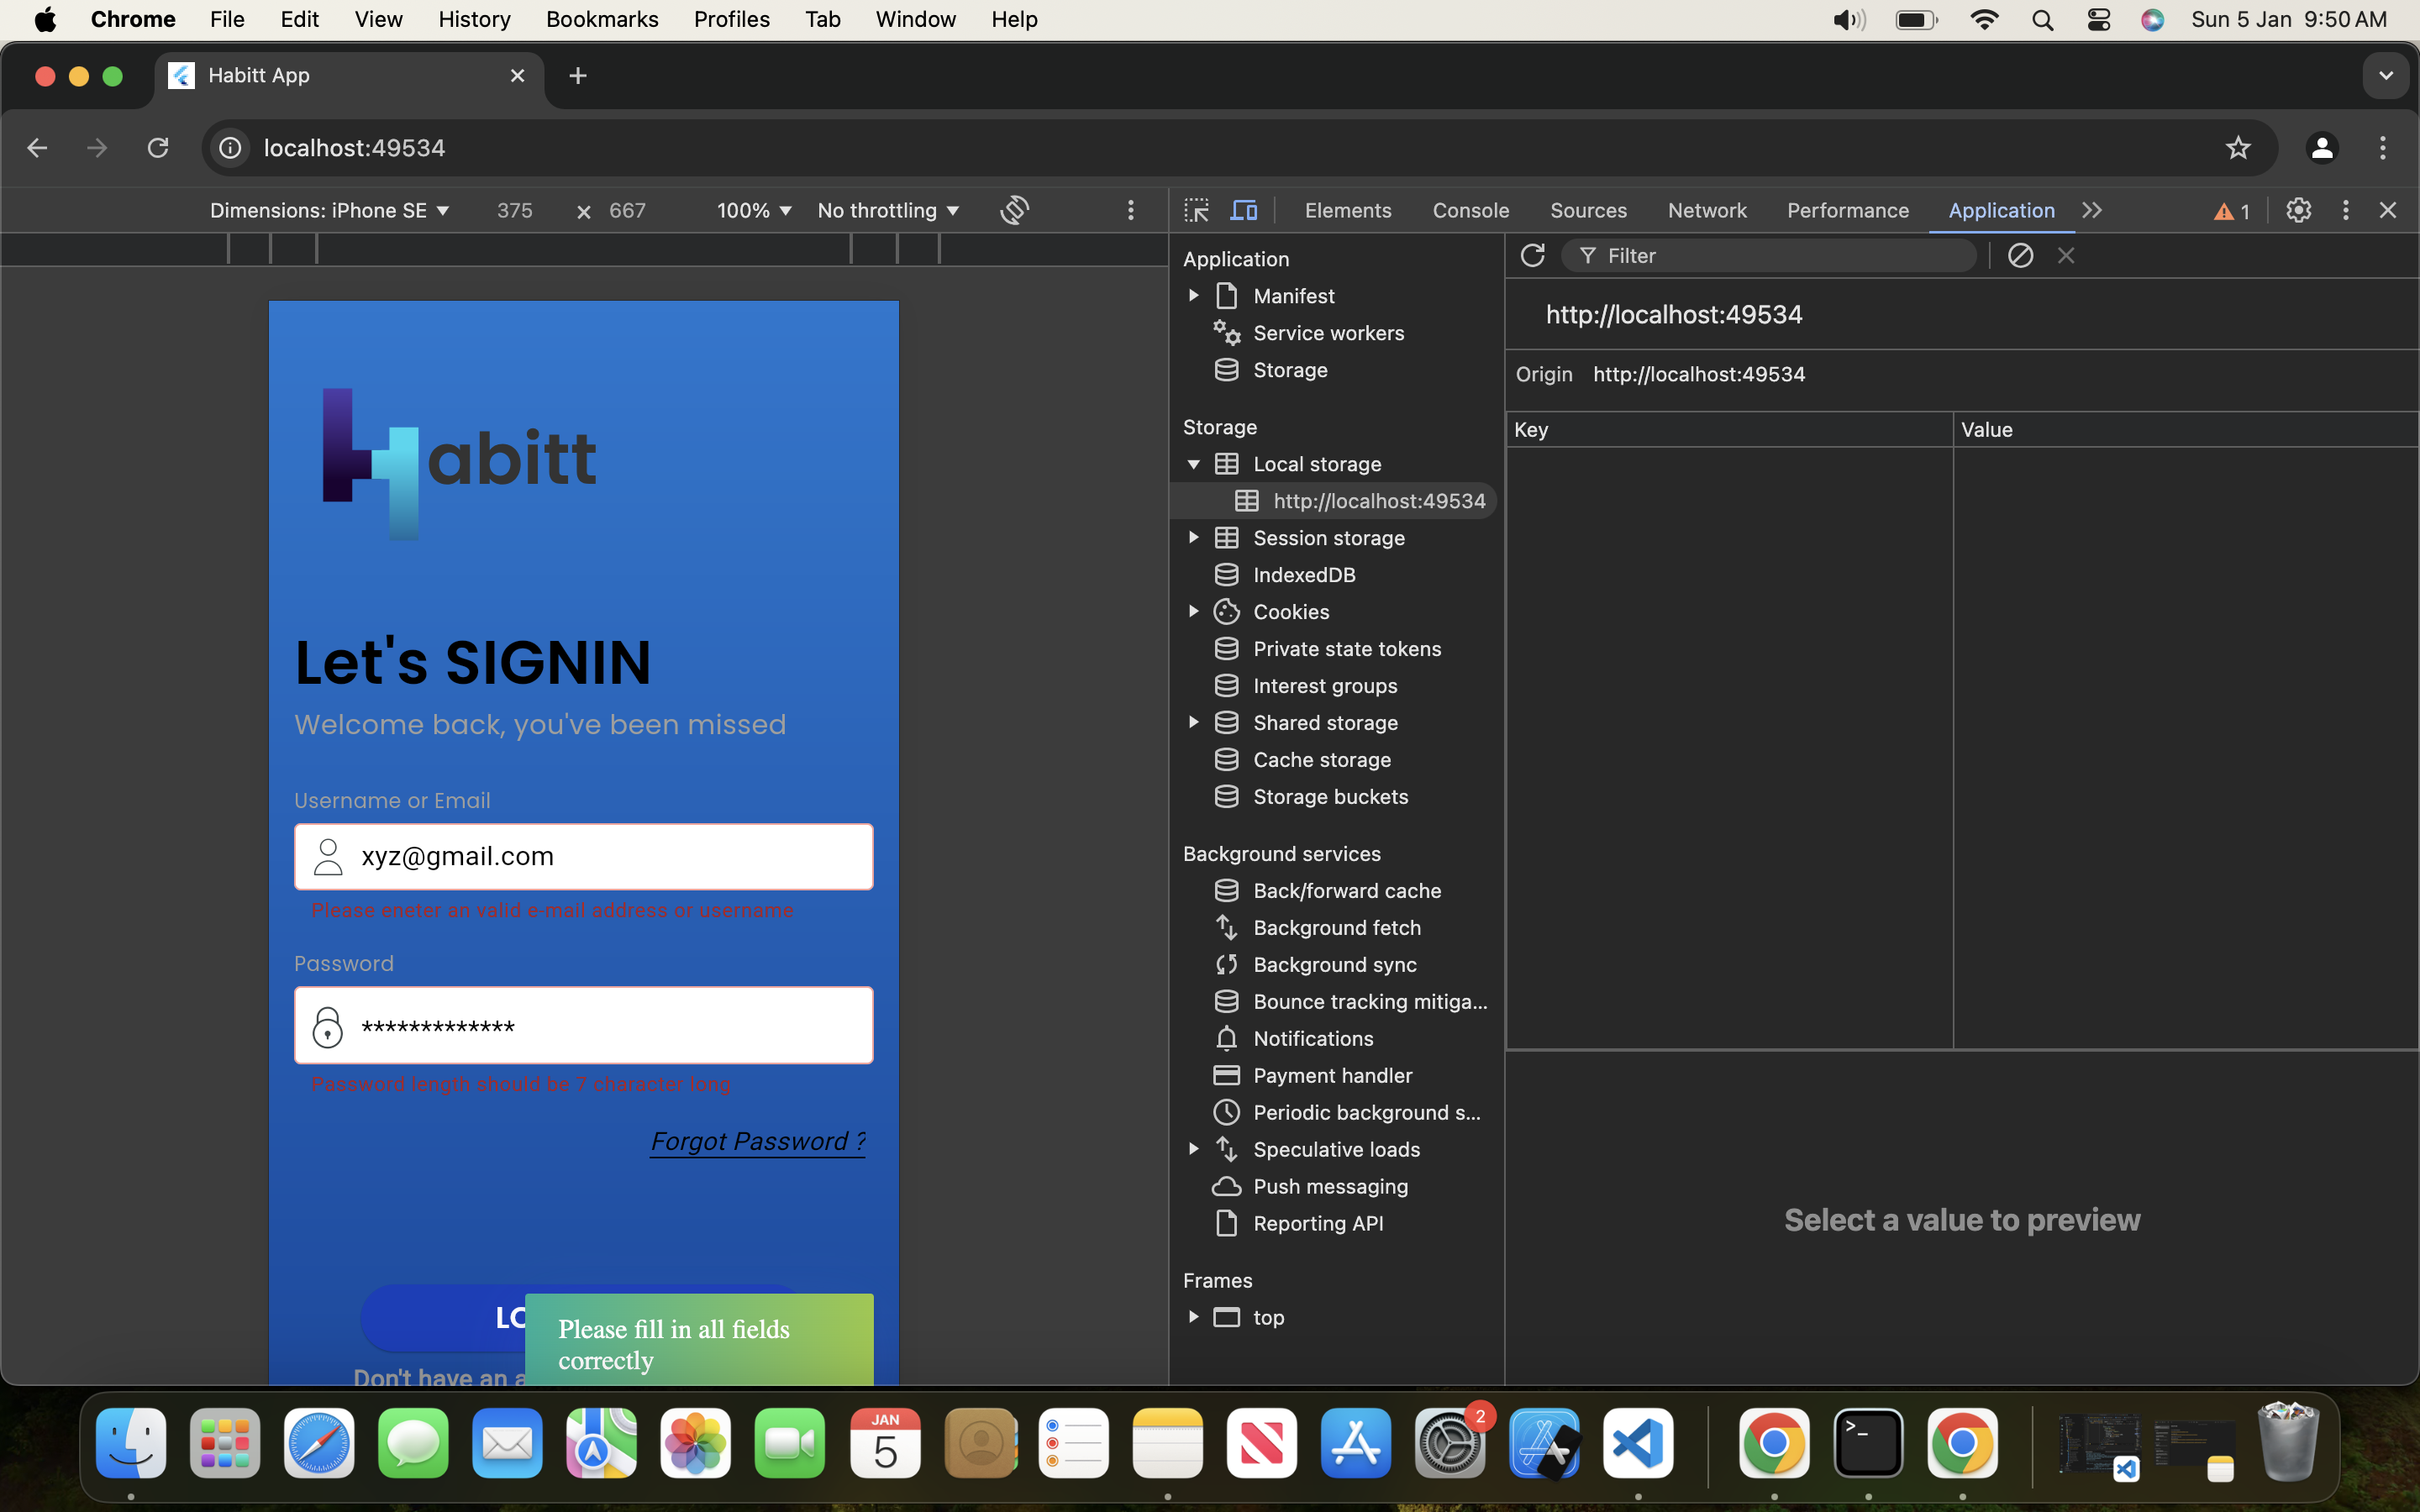 Chrome File Edit View History Bookmarks Profiles Tab Window Help Sun 5 Jan 9:50 AM
Habitt App
localhost:49534
Dimensions: iPhone SE 375 x 667 100% No throttling
Elements Console Sources Network Performance Application 1
abitt
Let's SIGNIN
Welcome back, you've been missed
Username or Email
xyz@gmail.com
Please eneter an valid e-mail address or username
Password
*************
Password length should be 7 character long
Forgot Password ?
LO
Please fill in all fields
correctly
Don't have an a
Application
Manifest
Service workers
Storage
Storage
Local storage
http://localhost:49534
Session storage
IndexedDB
Cookies
Private state tokens
Interest groups
Shared storage
Cache storage
Storage buckets
Background services
Back/forward cache
Background fetch
Background sync
Bounce tracking mitiga...
Notifications
Payment handler
Periodic background s...
Speculative loads
Push messaging
Reporting API
Frames
top
Filter
http://localhost:49534
Origin http://localhost:49534
Key Value
Select a value to preview
JAN
5
2
>_